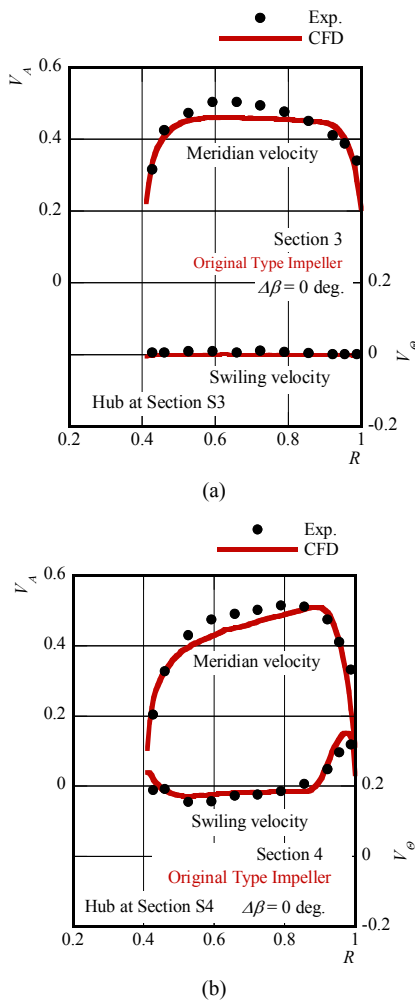 Exp.
CFD
V_A
0.6
0.4
Meridian velocity
0.2
Section 3
Original Type Impeller
0
0.2
Δβ = 0 deg.
0
V_Θ
Swiling velocity
Hub at Section S3
-0.2
0.2
0.4
0.6
0.8
1
R
(a)
Exp.
CFD
V_A
0.6
0.4
Meridian velocity
0.2
0
0.2
Swiling velocity
Section 4
0
V_Θ
Original Type Impeller
Hub at Section S4
Δβ = 0 deg.
-0.2
0.2
0.4
0.6
0.8
1
R
(b)